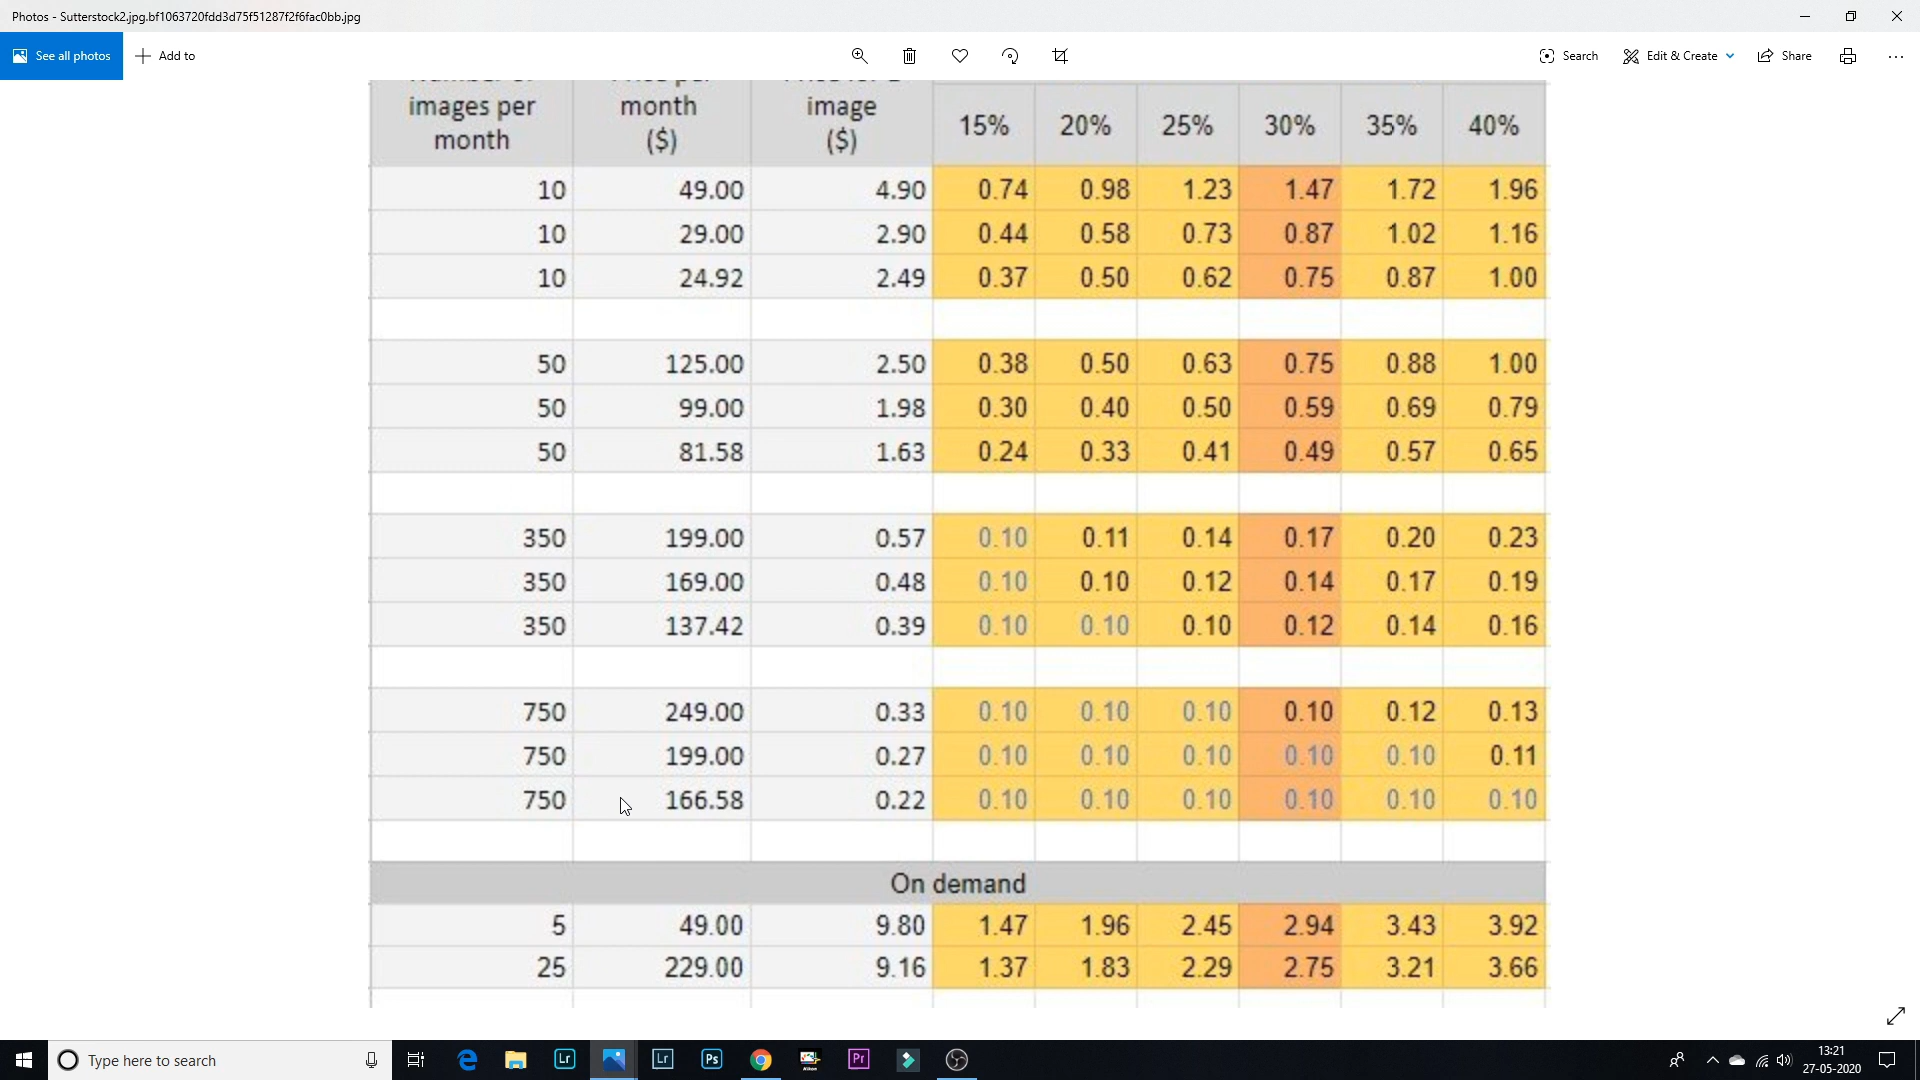 Photos - Sutterstock2.jpg.bf1063720fdd3d75f51287f2f6fac0bb.jpg
See all photos Add to Search Edit & Create Share
images per month image
month ($) ($) 15% 20% 25% 30% 35% 40%
10 49.00 4.90 0.74 0.98 1.23 1.47 1.72 1.96
10 29.00 2.90 0.44 0.58 0.73 0.87 1.02 1.16
10 24.92 2.49 0.37 0.50 0.62 0.75 0.87 1.00
50 125.00 2.50 0.38 0.50 0.63 0.75 0.88 1.00
50 99.00 1.98 0.30 0.40 0.50 0.59 0.69 0.79
50 81.58 1.63 0.24 0.33 0.41 0.49 0.57 0.65
350 199.00 0.57 0.10 0.11 0.14 0.17 0.20 0.23
350 169.00 0.48 0.10 0.10 0.12 0.14 0.17 0.19
350 137.42 0.39 0.10 0.10 0.10 0.12 0.14 0.16
750 249.00 0.33 0.10 0.10 0.10 0.10 0.12 0.13
750 199.00 0.27 0.10 0.10 0.10 0.10 0.10 0.11
750 166.58 0.22 0.10 0.10 0.10 0.10 0.10 0.10
On demand
5 49.00 9.80 1.47 1.96 2.45 2.94 3.43 3.92
25 229.00 9.16 1.37 1.83 2.29 2.75 3.21 3.66
Type here to search Lr Lr Ps Nikon Pr 13:21
27-05-2020